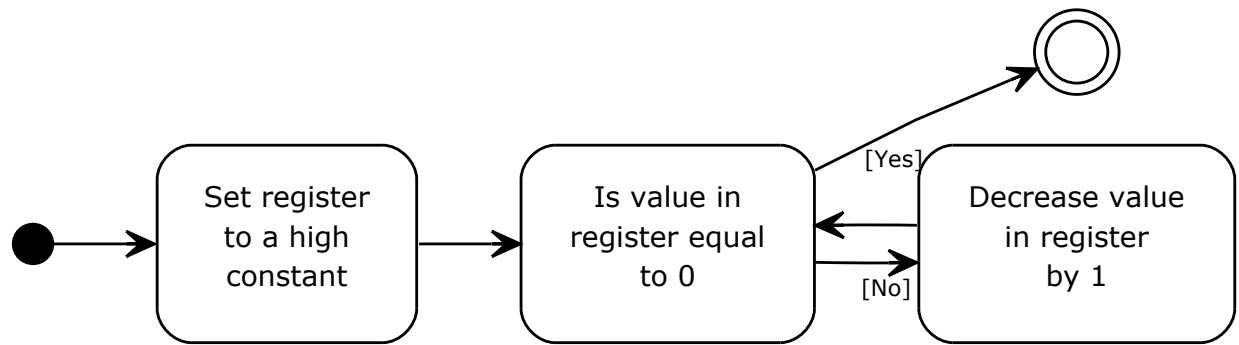 Set register
to a high
constant
Is value in
register equal
to 0
[Yes]
[No]
Decrease value
in register
by 1